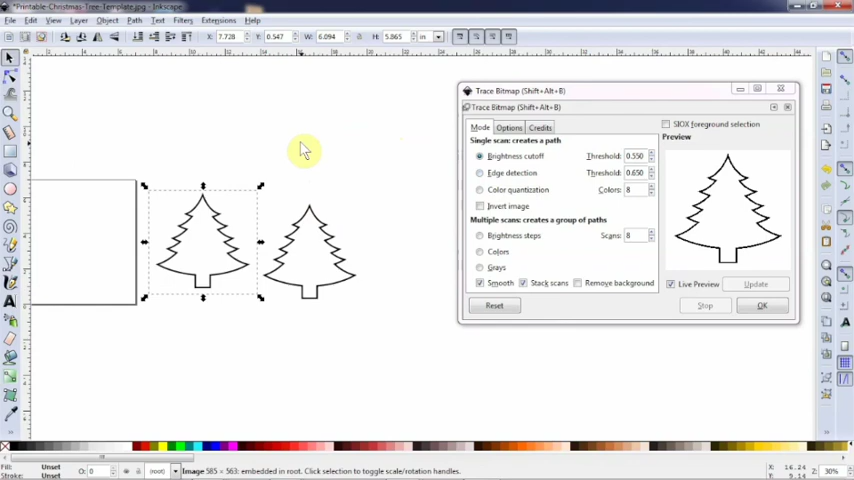 *Printable-Christmas-Tree-Template.jpg - Inkscape
File Edit View Layer Object Path Text Filters Extensions Help
X: 7.728 Y: 0.547 W: 6.094 H: 5.865 in
Trace Bitmap (Shift+Alt+B)
Trace Bitmap (Shift+Alt+B)
Mode Options Credits
SIOX foreground selection
Single scan: creates a path
Preview
Brightness cutoff Threshold: 0.550
Edge detection Threshold: 0.650
Color quantization Colors: 8
Invert image
Multiple scans: creates a group of paths
Brightness steps Scans: 8
Colors
Grays
Smooth Stack scans Remove background
Live Preview Update
Reset Stop OK
Fill: Unset
Stroke: Unset
O: 0 (root) Image 585 × 563: embedded in root. Click selection to toggle scale/rotation handles.
X: 16.24
Y: 9.14
Z: 30%